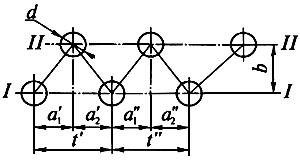 d
II II
b
I I
a₁′ a₂′ a₁″ a₂″
t′ t″